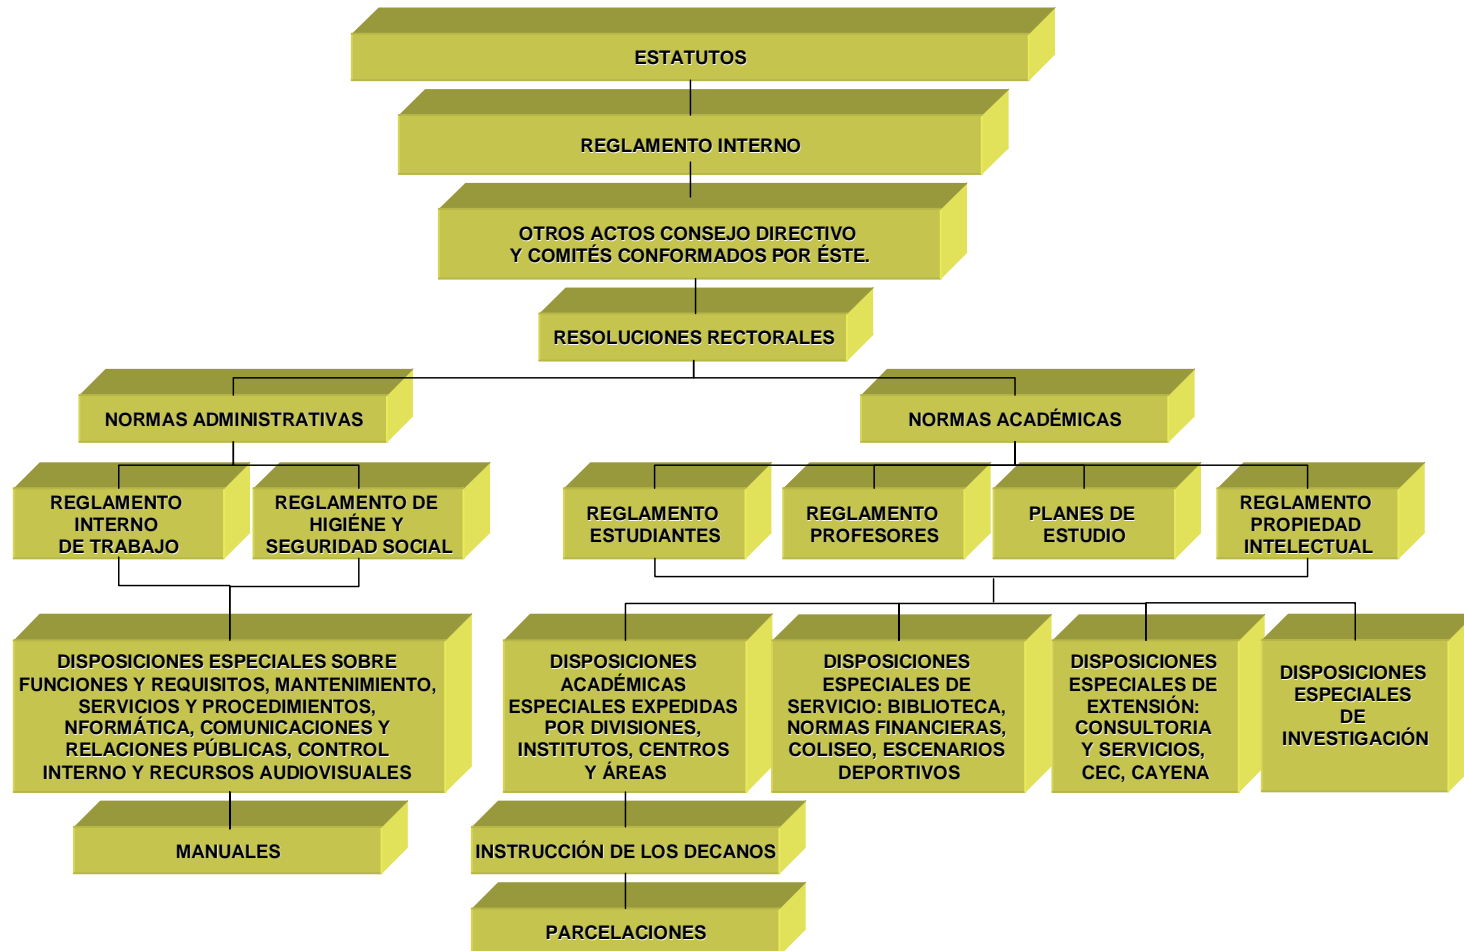 ESTATUTOS
REGLAMENTO INTERNO
OTROS ACTOS CONSEJO DIRECTIVO
Y COMITÉS CONFORMADOS POR ÉSTE.
RESOLUCIONES RECTORALES
NORMAS ADMINISTRATIVAS
NORMAS ACADÉMICAS
REGLAMENTO
INTERNO
DE TRABAJO
REGLAMENTO DE
HIGIÉNE Y
SEGURIDAD SOCIAL
REGLAMENTO
ESTUDIANTES
REGLAMENTO
PROFESORES
PLANES DE
ESTUDIO
REGLAMENTO
PROPIEDAD
INTELECTUAL
DISPOSICIONES ESPECIALES SOBRE
FUNCIONES Y REQUISITOS, MANTENIMIENTO,
SERVICIOS Y PROCEDIMIENTOS,
NFORMÁTICA, COMUNICACIONES Y
RELACIONES PÚBLICAS, CONTROL
INTERNO Y RECURSOS AUDIOVISUALES
DISPOSICIONES
ACADÉMICAS
ESPECIALES EXPEDIDAS
POR DIVISIONES,
INSTITUTOS, CENTROS
Y ÁREAS
DISPOSICIONES
ESPECIALES DE
SERVICIO: BIBLIOTECA,
NORMAS FINANCIERAS,
COLISEO, ESCENARIOS
DEPORTIVOS
DISPOSICIONES
ESPECIALES DE
EXTENSIÓN:
CONSULTORIA
Y SERVICIOS,
CEC, CAYENA
DISPOSICIONES
ESPECIALES
DE
INVESTIGACIÓN
MANUALES
INSTRUCCIÓN DE LOS DECANOS
PARCELACIONES